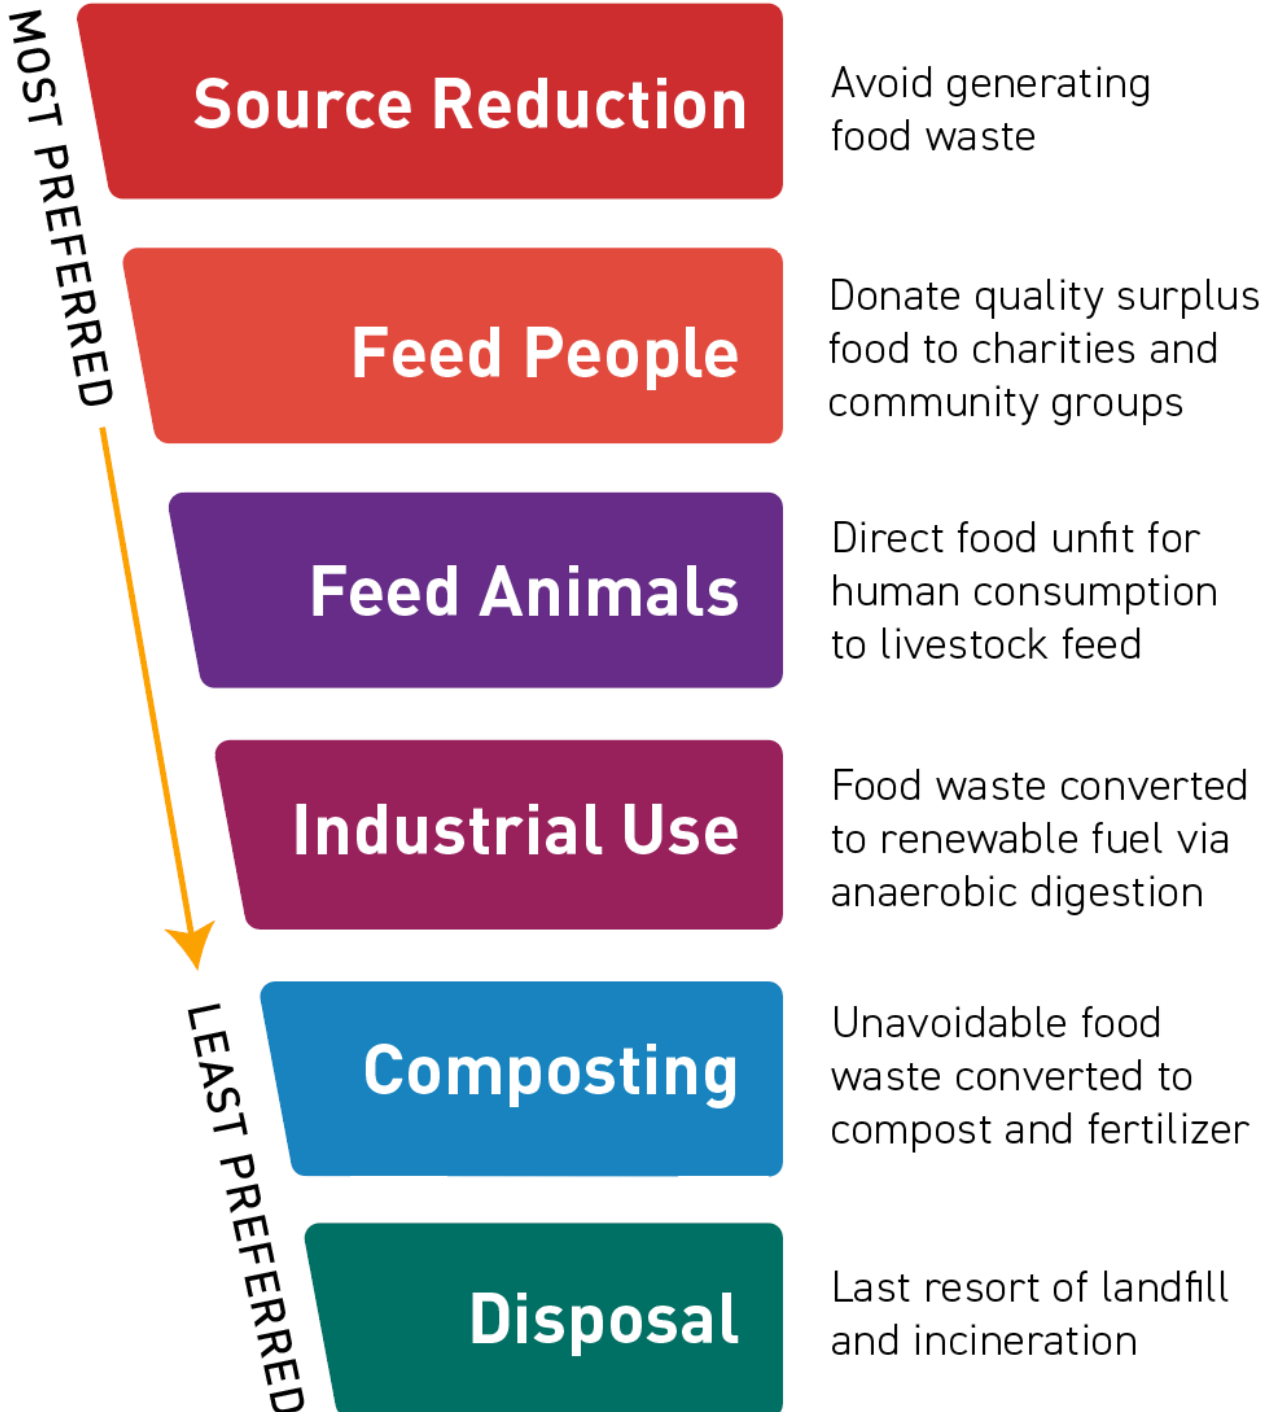 MOST PREFERRED
Source Reduction
Avoid generating
food waste
Feed People
Donate quality surplus
food to charities and
community groups
Feed Animals
Direct food unfit for
human consumption
to livestock feed
Industrial Use
Food waste converted
to renewable fuel via
anaerobic digestion
LEAST PREFERRED
Composting
Unavoidable food
waste converted to
compost and fertilizer
Disposal
Last resort of landfill
and incineration